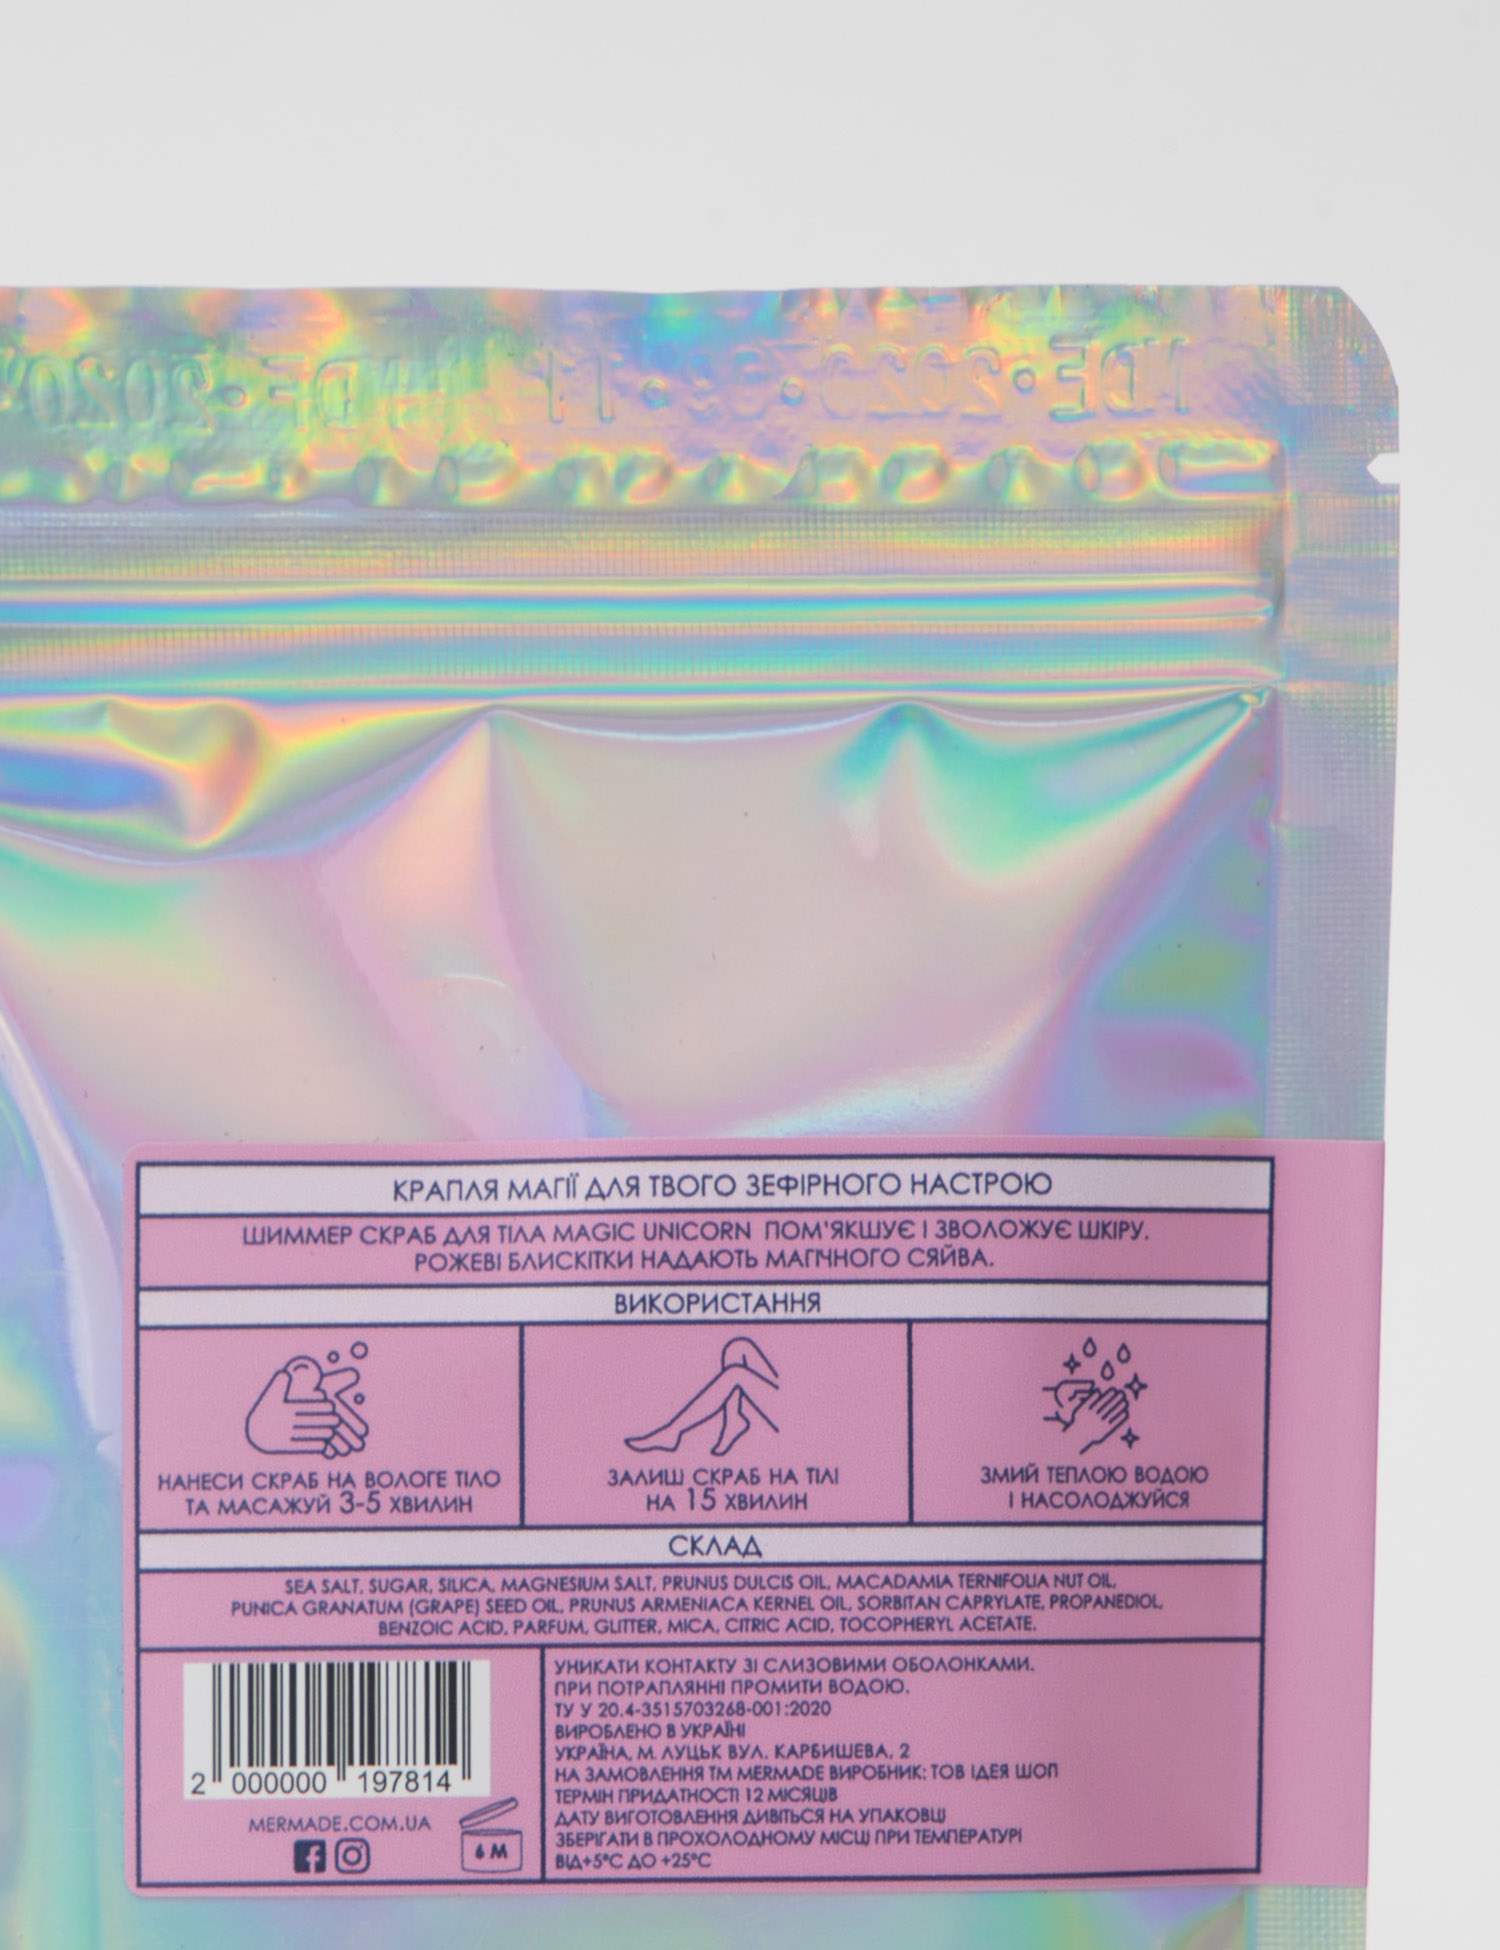 КРАПЛЯ МАГІЇ ДЛЯ ТВОГО ЗЕФІРНОГО НАСТРОЮ
ШИММЕР СКРАБ ДЛЯ ТІЛА MAGIC UNICORN ПОМ'ЯКШУЄ І ЗВОЛОЖУЄ ШКІРУ.
РОЖЕВІ БЛИСКІТКИ НАДАЮТЬ МАГІЧНОГО СЯЙВА.
ВИКОРИСТАННЯ
НАНЕСИ СКРАБ НА ВОЛОГЕ ТІЛО
ТА МАСАЖУЙ 3-5 ХВИЛИН
ЗАЛИШ СКРАБ НА ТІЛІ
НА 15 ХВИЛИН
ЗМИЙ ТЕПЛОЮ ВОДОЮ
І НАСОЛОДЖУЙСЯ
СКЛАД
SEA SALT, SUGAR, SILICA, MAGNESIUM SALT, PRUNUS DULCIS OIL, MACADAMIA TERNIFOLIA NUT OIL,
PUNICA GRANATUM (GRAPE) SEED OIL, PRUNUS ARMENIACA KERNEL OIL, SORBITAN CAPRYLATE, PROPANEDIOL,
BENZOIC ACID, PARFUM, GLITTER, MICA, CITRIC ACID, TOCOPHERYL ACETATE.
2 000000 197814
MERMADE.COM.UA
6 M
УНИКАТИ КОНТАКТУ ЗІ СЛИЗОВИМИ ОБОЛОНКАМИ.
ПРИ ПОТРАПЛЯННІ ПРОМИТИ ВОДОЮ.
ТУ У 20.4-3515703268-001:2020
ВИРОБЛЕНО В УКРАЇНІ
УКРАЇНА, М. ЛУЦЬК ВУЛ. КАРБИШЕВА, 2
НА ЗАМОВЛЕННЯ ТМ MERMADE ВИРОБНИК: ТОВ ІДЕЯ ШОП
ТЕРМІН ПРИДАТНОСТІ 12 МІСЯЦІВ
ДАТУ ВИГОТОВЛЕННЯ ДИВІТЬСЯ НА УПАКОВЦІ
ЗБЕРІГАТИ В ПРОХОЛОДНОМУ МІСЦІ ПРИ ТЕМПЕРАТУРІ
ВІД+5°С ДО +25°С